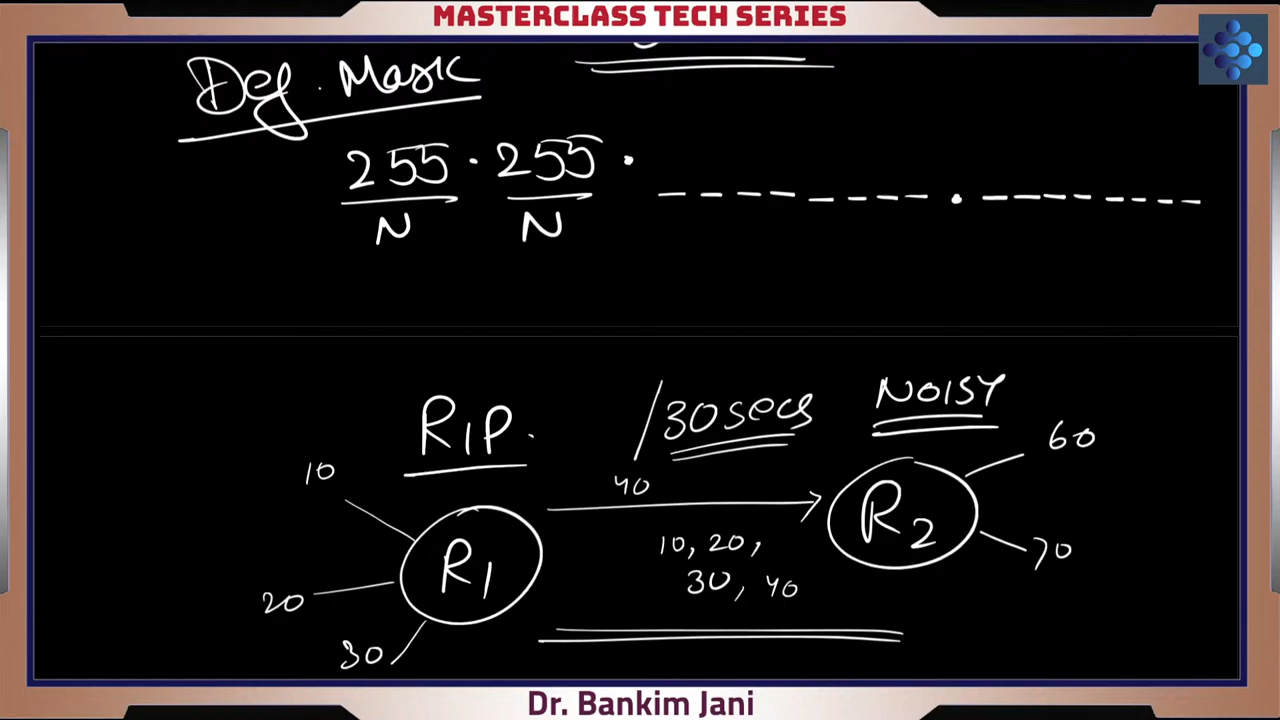 MASTERCLASS TECH SERIES
Def. Mask
255 . 255 .
N N
RIP.
/30secs
NOISY
60
10
40
R1
R2
10, 20,
30, 40
70
20
30
Dr. Bankim Jani